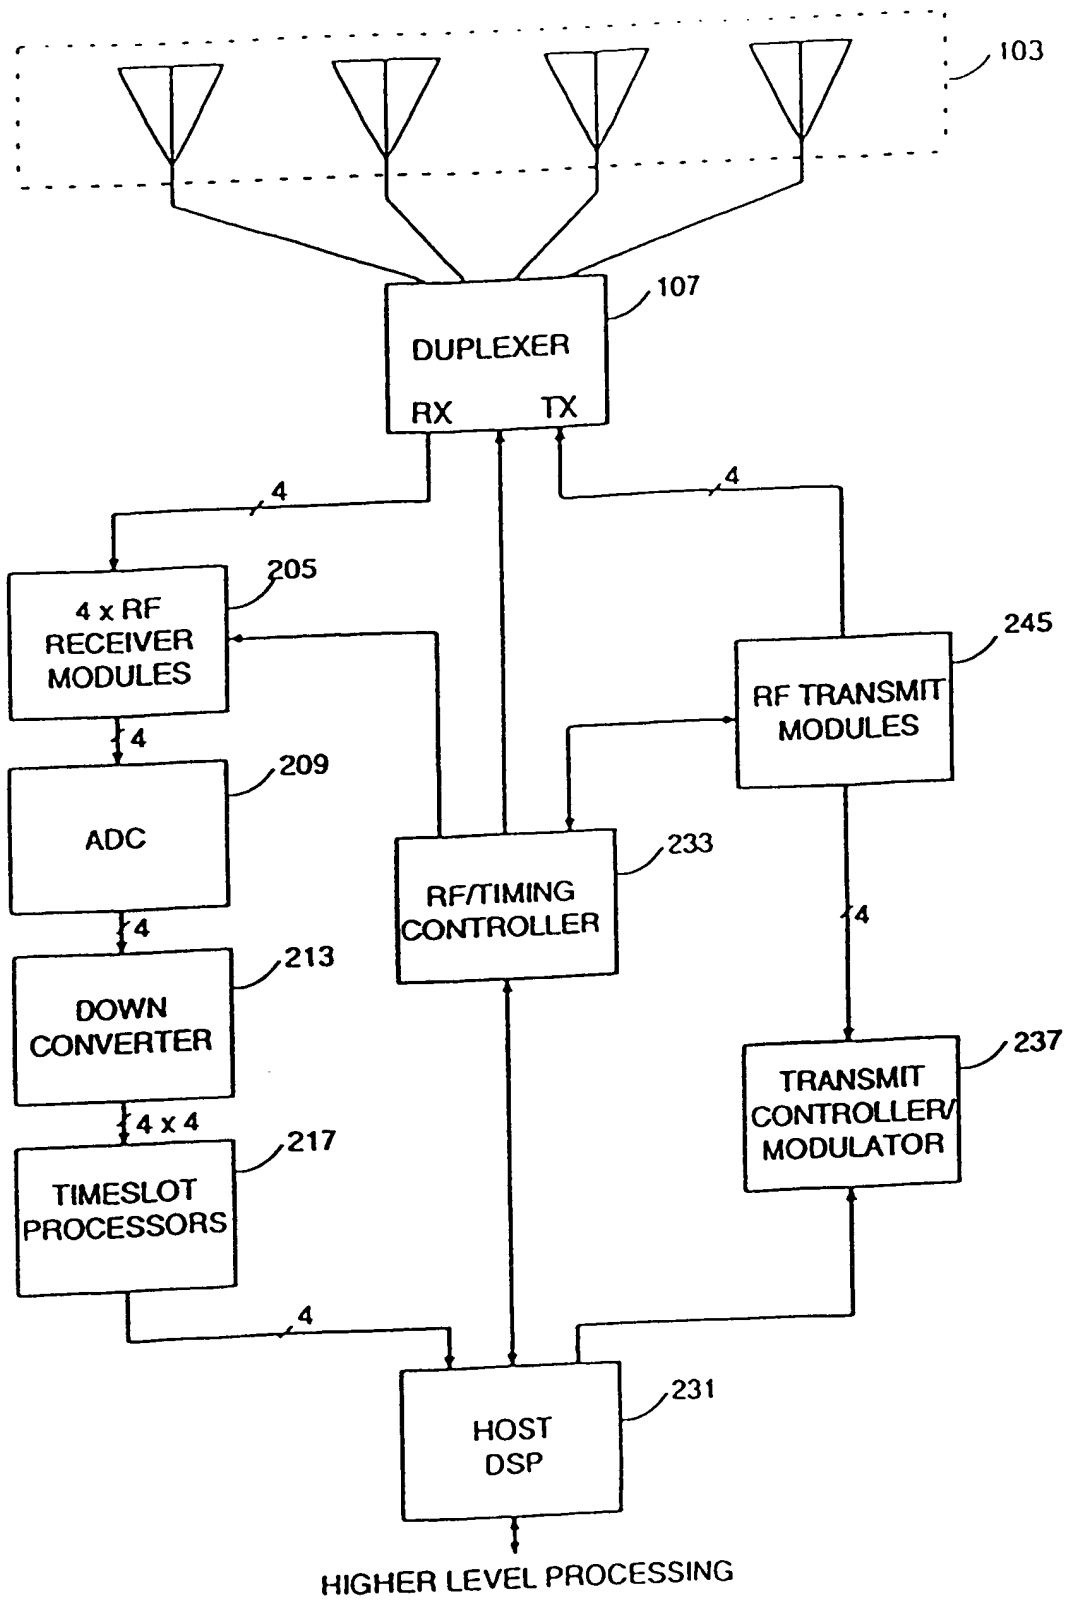 103
107
DUPLEXER
RX
TX
4
4
205
4 x RF
RECEIVER
MODULES
245
RF TRANSMIT
MODULES
4
209
ADC
233
RF/TIMING
CONTROLLER
4
4
213
DOWN
CONVERTER
237
TRANSMIT
CONTROLLER/
MODULATOR
4 x 4
217
TIMESLOT
PROCESSORS
4
231
HOST
DSP
HIGHER LEVEL PROCESSING